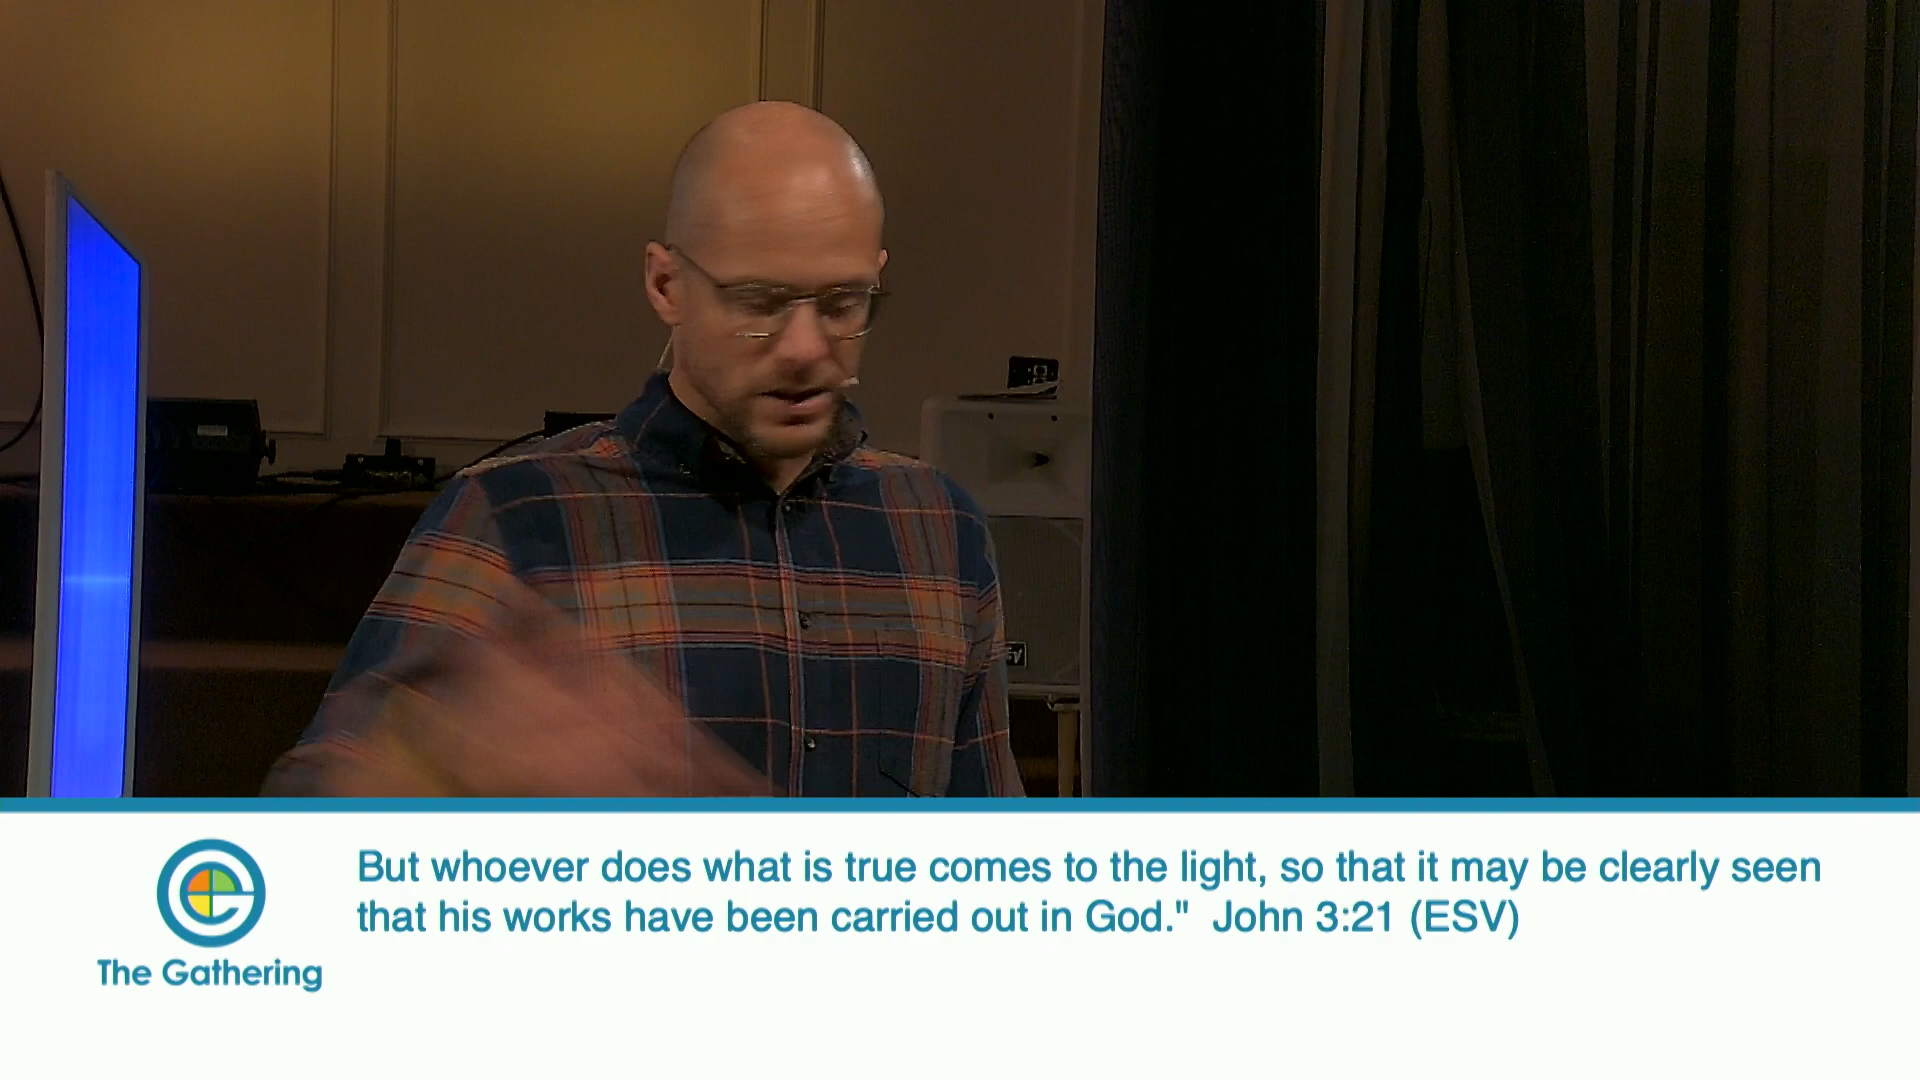 But whoever does what is true comes to the light, so that it may be clearly seen
that his works have been carried out in God."  John 3:21 (ESV)
The Gathering